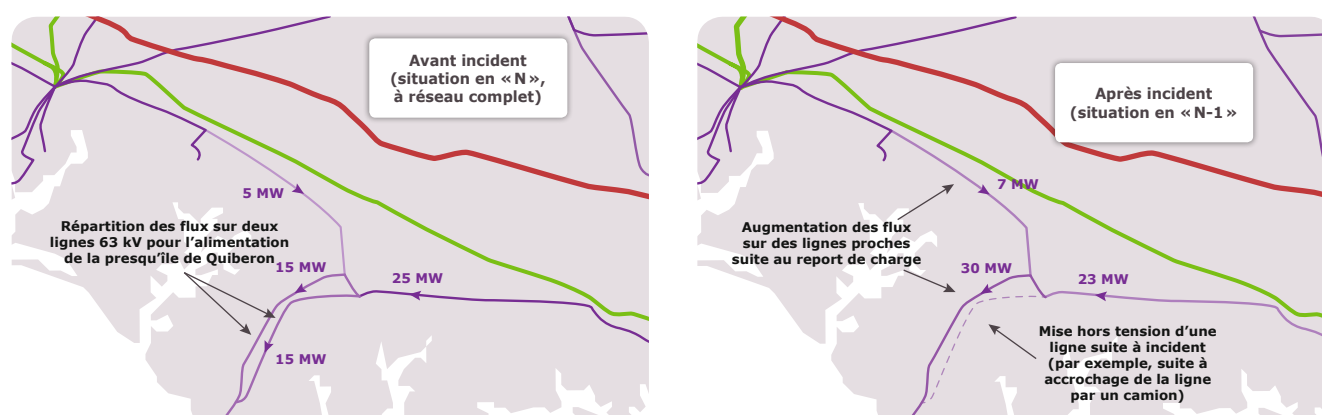 Avant incident
(situation en « N »,
à réseau complet)
5 MW
Répartition des flux sur deux
lignes 63 kV pour l’alimentation
de la presqu’île de Quiberon
15 MW
25 MW
15 MW
Après incident
(situation en « N-1 »
7 MW
Augmentation des flux
sur des lignes proches
suite au report de charge
30 MW
23 MW
Mise hors tension d’une
ligne suite à incident
(par exemple, suite à
accrochage de la ligne
par un camion)